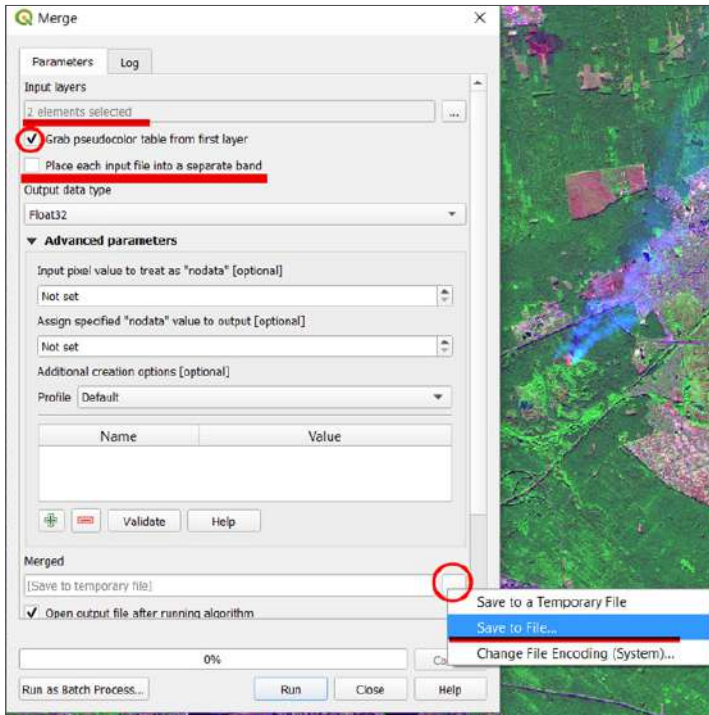 Merge
Parameters Log
Input layers
2 elements selected
...
Grab pseudocolor table from first layer
Place each input file into a separate band
Output data type
Float32
Advanced parameters
Input pixel value to treat as "nodata" [optional]
Not set
Assign specified "nodata" value to output [optional]
Not set
Additional creation options [optional]
Profile Default
Name Value
Validate Help
Merged
[Save to temporary file]
Save to a Temporary File
Open output file after running algorithm
Save to File...
Change File Encoding (System)...
0%
Run as Batch Process... Run Close Help